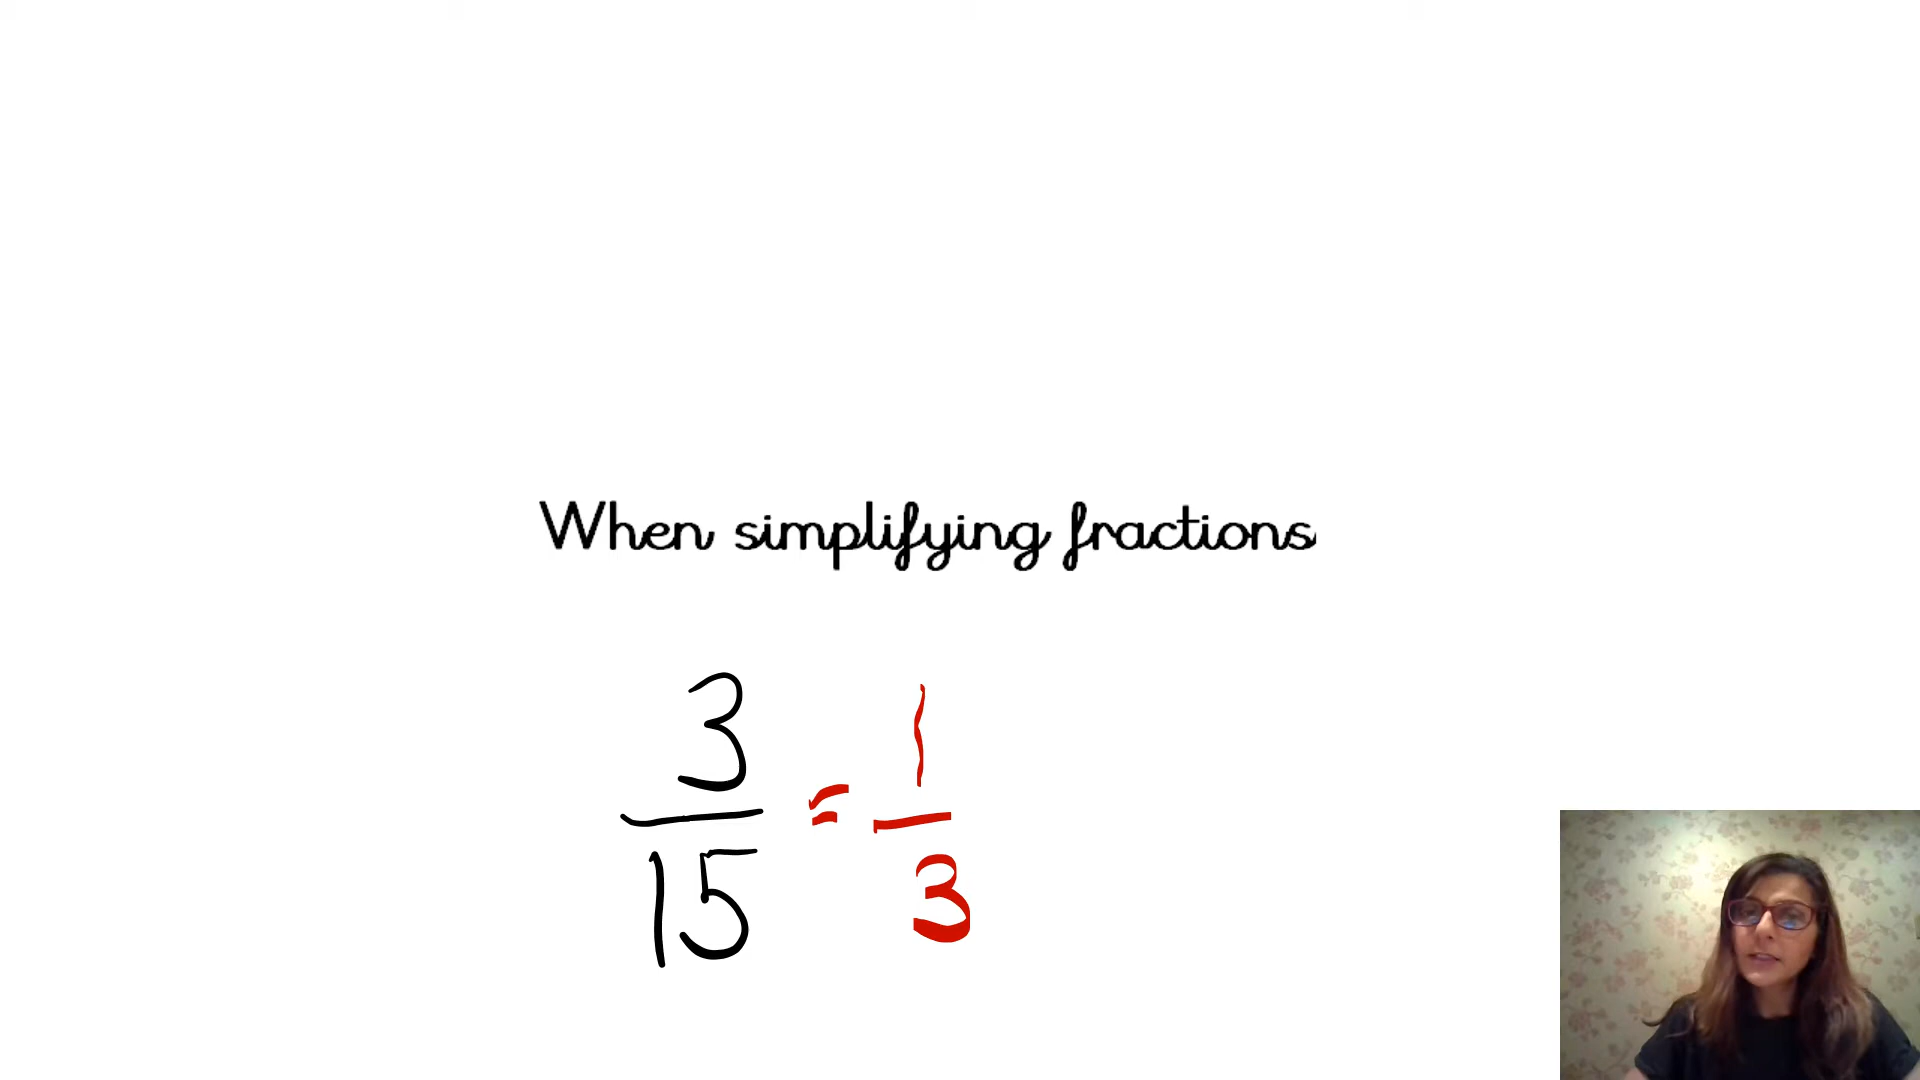 When simplifying fractions
3/15 = 1/3